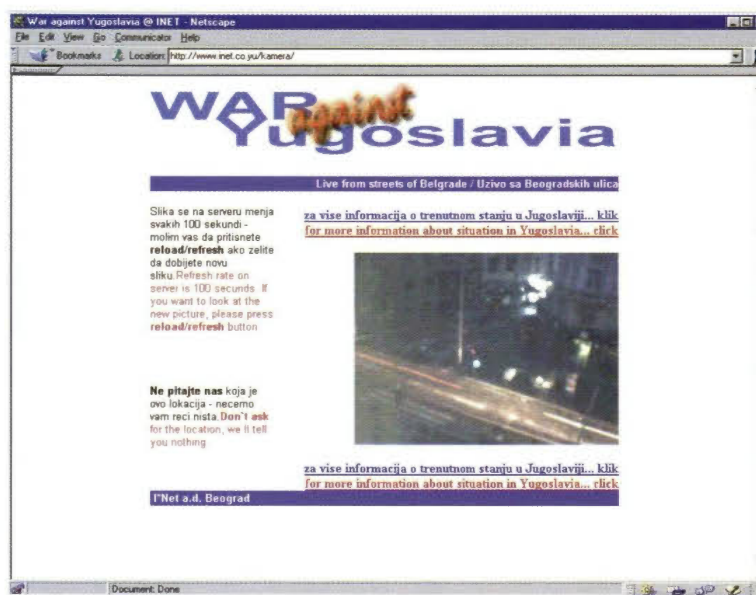 War against Yugoslavia @ INET - Netscape
File Edit View Go Communicator Help
Bookmarks Location: http://www.inet.co.yu/kamera/
WAR
against
Yugoslavia
Live from streets of Belgrade / Uzivo sa Beogradskih ulica
Slika se na serveru menja
svakih 100 sekundi -
molim vas da pritisnete
reload/refresh ako zelite
da dobijete novu
sliku.Refresh rate on
server is 100 secunds. If
you want to look at the
new picture, please press
reload/refresh button
Ne pitajte nas koja je
ovo lokacija - necemo
vam reci nista.Don`t ask
for the location, we ll tell
you nothing
za vise informacija o trenutnom stanju u Jugoslaviji... klik
for more information about situation in Yugoslavia... click
za vise informacija o trenutnom stanju u Jugoslaviji... klik
for more information about situation in Yugoslavia... click
I*Net a.d. Beograd
Document: Done